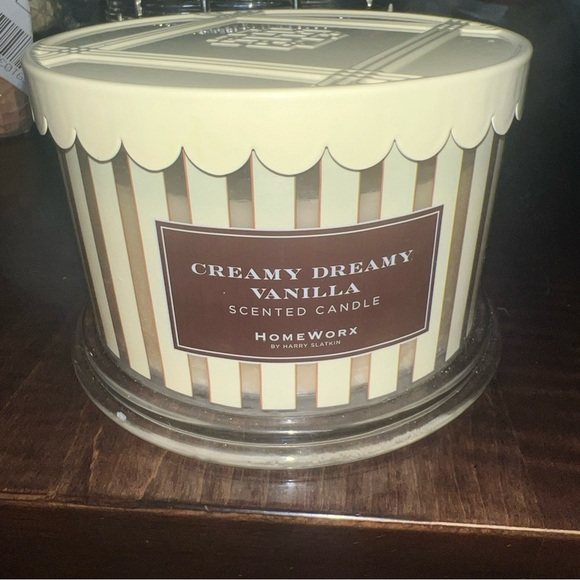 CREAMY DREAMY
VANILLA
SCENTED CANDLE
HOMEWORX
BY HARRY SLATKIN